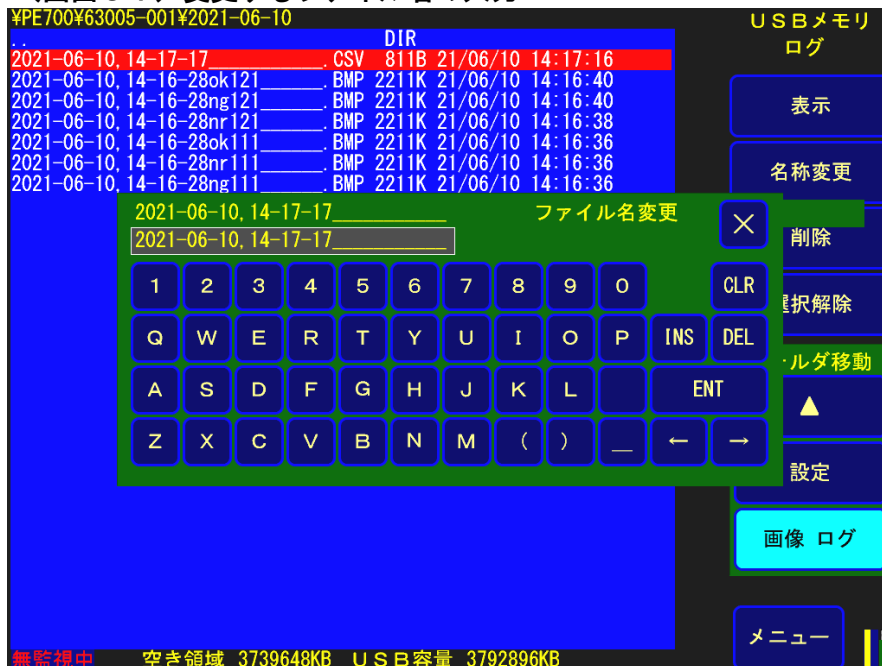 ¥PE700¥63005-001¥2021-06-10
USBメモリ
ログ
.. DIR
2021-06-10,14-17-17_______.CSV 811B 21/06/10 14:17:16
2021-06-10,14-16-28ok121______.BMP 2211K 21/06/10 14:16:40
2021-06-10,14-16-28ng121______.BMP 2211K 21/06/10 14:16:40
2021-06-10,14-16-28nr121______.BMP 2211K 21/06/10 14:16:38
2021-06-10,14-16-28ok111______.BMP 2211K 21/06/10 14:16:36
2021-06-10,14-16-28nr111______.BMP 2211K 21/06/10 14:16:36
2021-06-10,14-16-28ng111______.BMP 2211K 21/06/10 14:16:36
表示
名称変更
2021-06-10,14-17-17___________ ファイル名変更 ×
2021-06-10,14-17-17___________
削除
1 2 3 4 5 6 7 8 9 0 CLR
選択解除
Q W E R T Y U I O P INS DEL
ルダ移動
A S D F G H J K L ENT
▲
Z X C V B N M ( ) _ ← →
設定
画像 ログ
メニュー
無監視中 空き領域 3739648KB USB容量 3792896KB